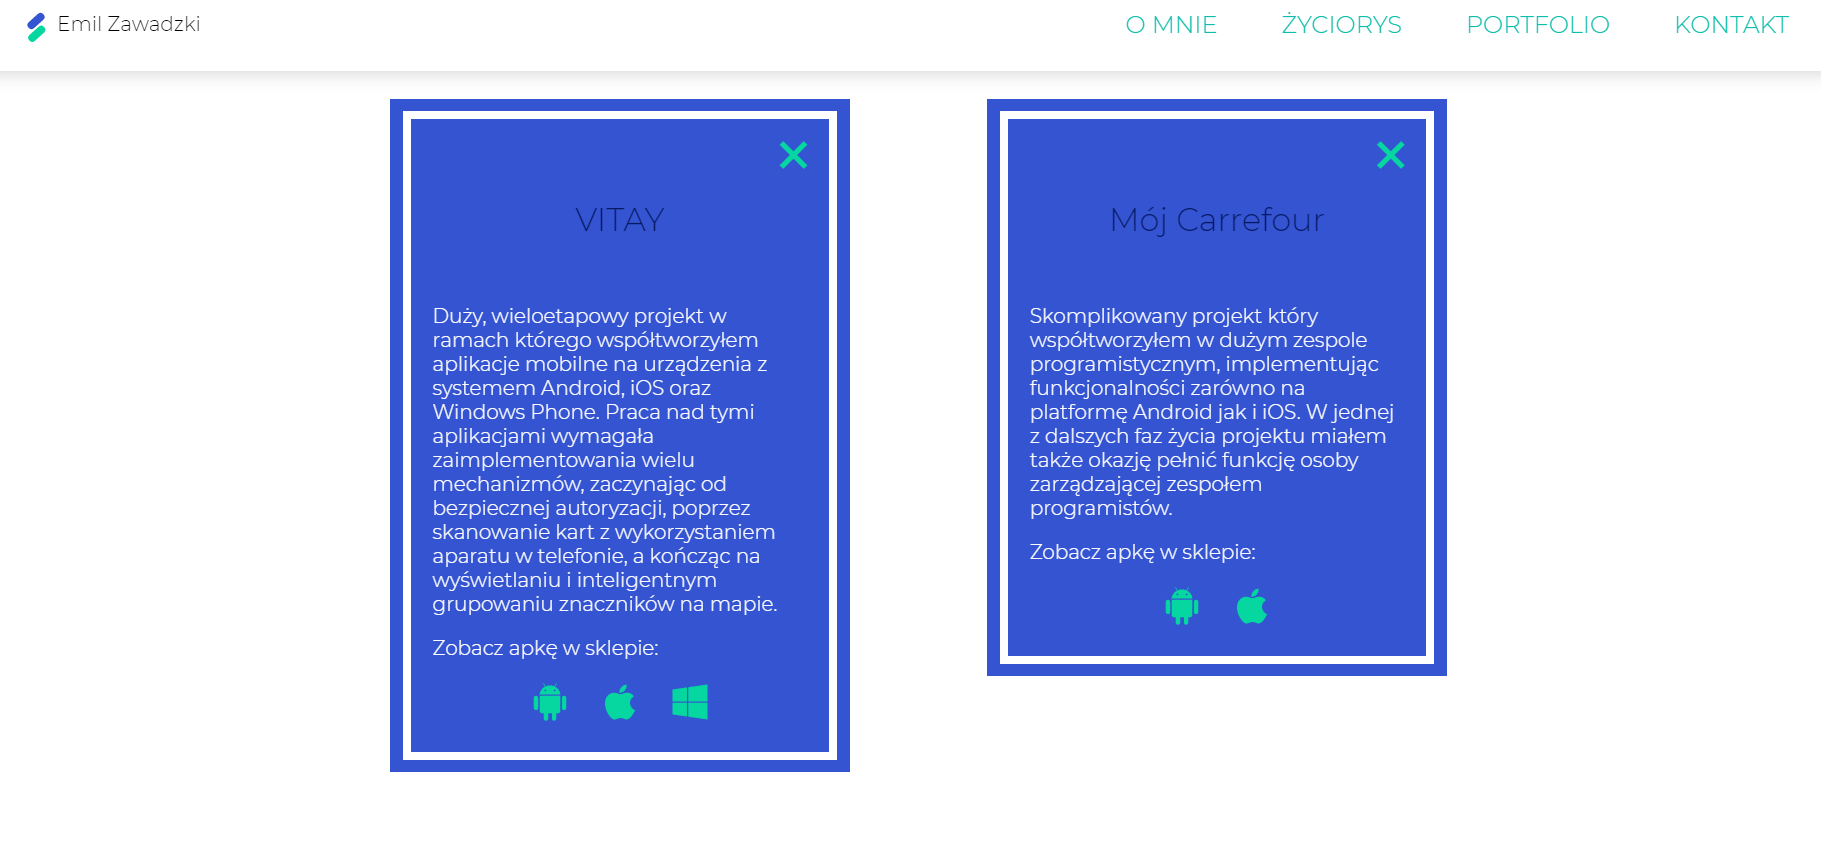 Emil Zawadzki
O MNIE ŻYCIORYS PORTFOLIO KONTAKT
VITAY
Duży, wieloetapowy projekt w
ramach którego współtworzyłem
aplikacje mobilne na urządzenia z
systemem Android, iOS oraz
Windows Phone. Praca nad tymi
aplikacjami wymagała
zaimplementowania wielu
mechanizmów, zaczynając od
bezpiecznej autoryzacji, poprzez
skanowanie kart z wykorzystaniem
aparatu w telefonie, a kończąc na
wyświetlaniu i inteligentnym
grupowaniu znaczników na mapie.
Zobacz apkę w sklepie:
Mój Carrefour
Skomplikowany projekt który
współtworzyłem w dużym zespole
programistycznym, implementując
funkcjonalności zarówno na
platformę Android jak i iOS. W jednej
z dalszych faz życia projektu miałem
także okazję pełnić funkcję osoby
zarządzającej zespołem
programistów.
Zobacz apkę w sklepie: